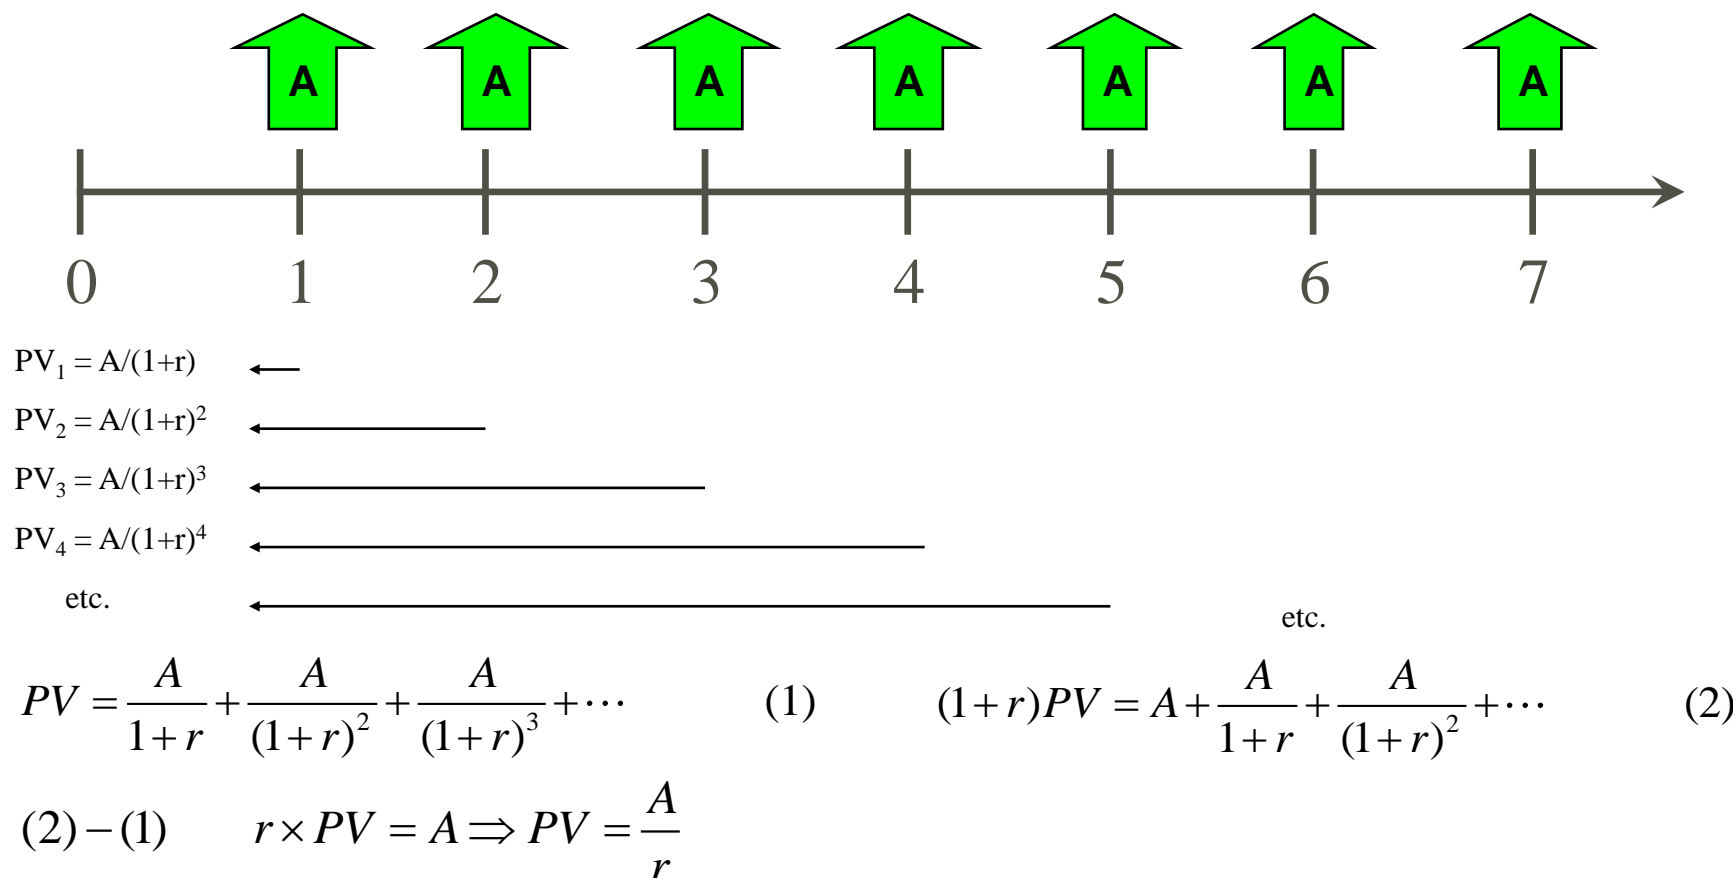 A A A A A A A
0 1 2 3 4 5 6 7
PV₁ = A/(1+r)
PV₂ = A/(1+r)²
PV₃ = A/(1+r)³
PV₄ = A/(1+r)⁴
etc.
etc.
PV = A/(1+r) + A/(1+r)² + A/(1+r)³ + ⋯ (1) (1+r)PV = A + A/(1+r) + A/(1+r)² + ⋯ (2)
(2) − (1) r × PV = A ⇒ PV = A/r